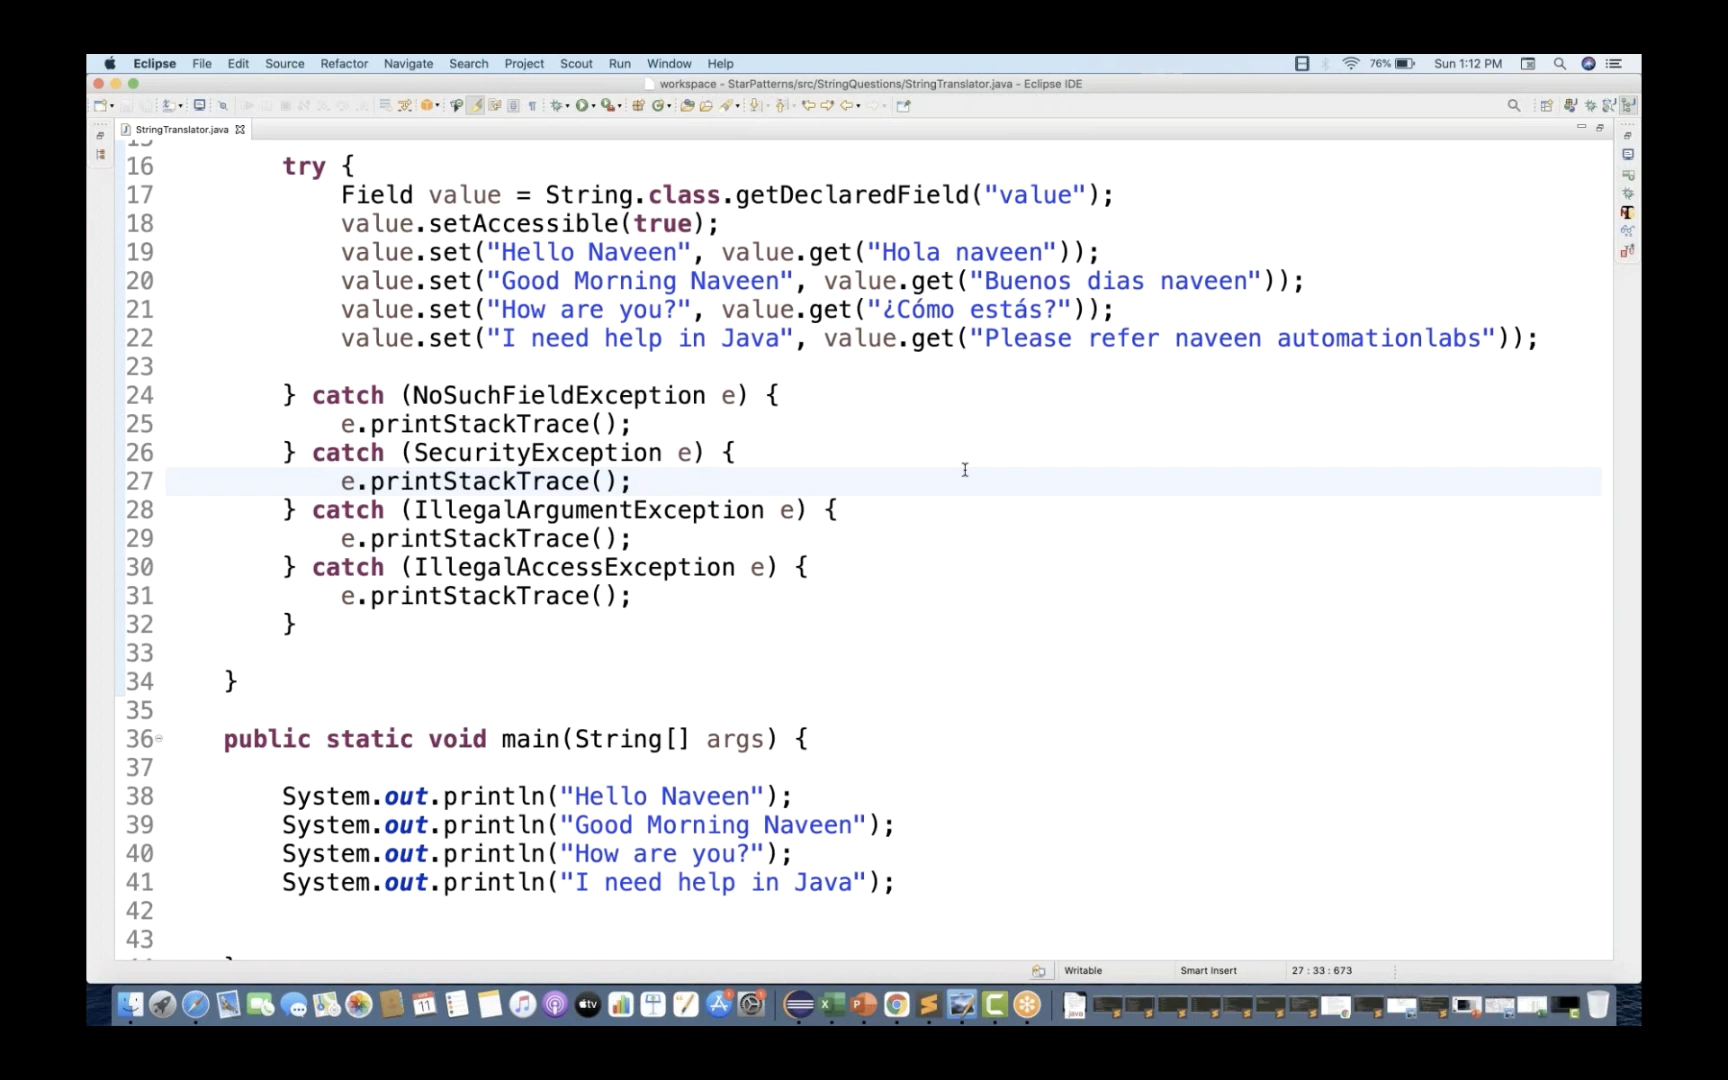 Eclipse File Edit Source Refactor Navigate Search Project Scout Run Window Help 76% Sun 1:12 PM
workspace - StarPatterns/src/StringQuestions/StringTranslator.java - Eclipse IDE
StringTranslator.java
15
16 try {
17 Field value = String.class.getDeclaredField("value");
18 value.setAccessible(true);
19 value.set("Hello Naveen", value.get("Hola naveen"));
20 value.set("Good Morning Naveen", value.get("Buenos dias naveen"));
21 value.set("How are you?", value.get("¿Cómo estás?"));
22 value.set("I need help in Java", value.get("Please refer naveen automationlabs"));
23
24 } catch (NoSuchFieldException e) {
25 e.printStackTrace();
26 } catch (SecurityException e) {
27 e.printStackTrace();
28 } catch (IllegalArgumentException e) {
29 e.printStackTrace();
30 } catch (IllegalAccessException e) {
31 e.printStackTrace();
32 }
33
34 }
35
36 public static void main(String[] args) {
37
38 System.out.println("Hello Naveen");
39 System.out.println("Good Morning Naveen");
40 System.out.println("How are you?");
41 System.out.println("I need help in Java");
42
43
Writable Smart Insert 27 : 33 : 673
tv